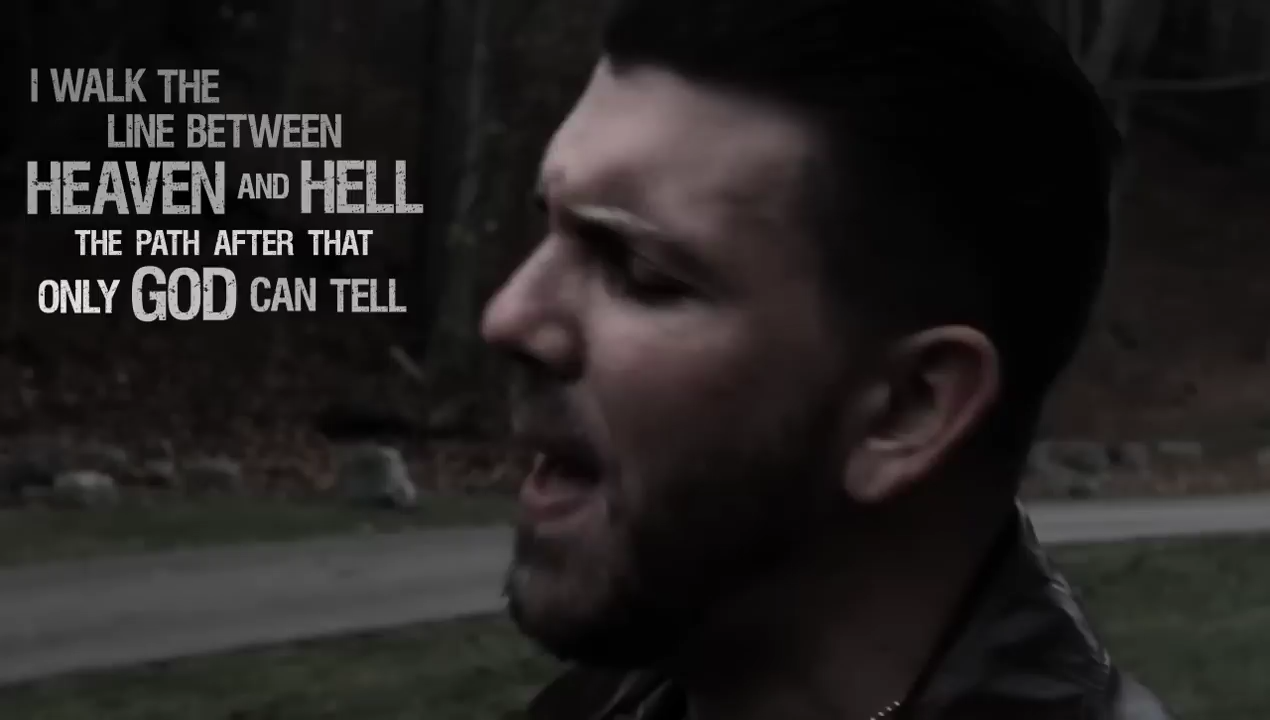 I WALK THE
LINE BETWEEN
HEAVEN AND HELL
THE PATH AFTER THAT
ONLY GOD CAN TELL